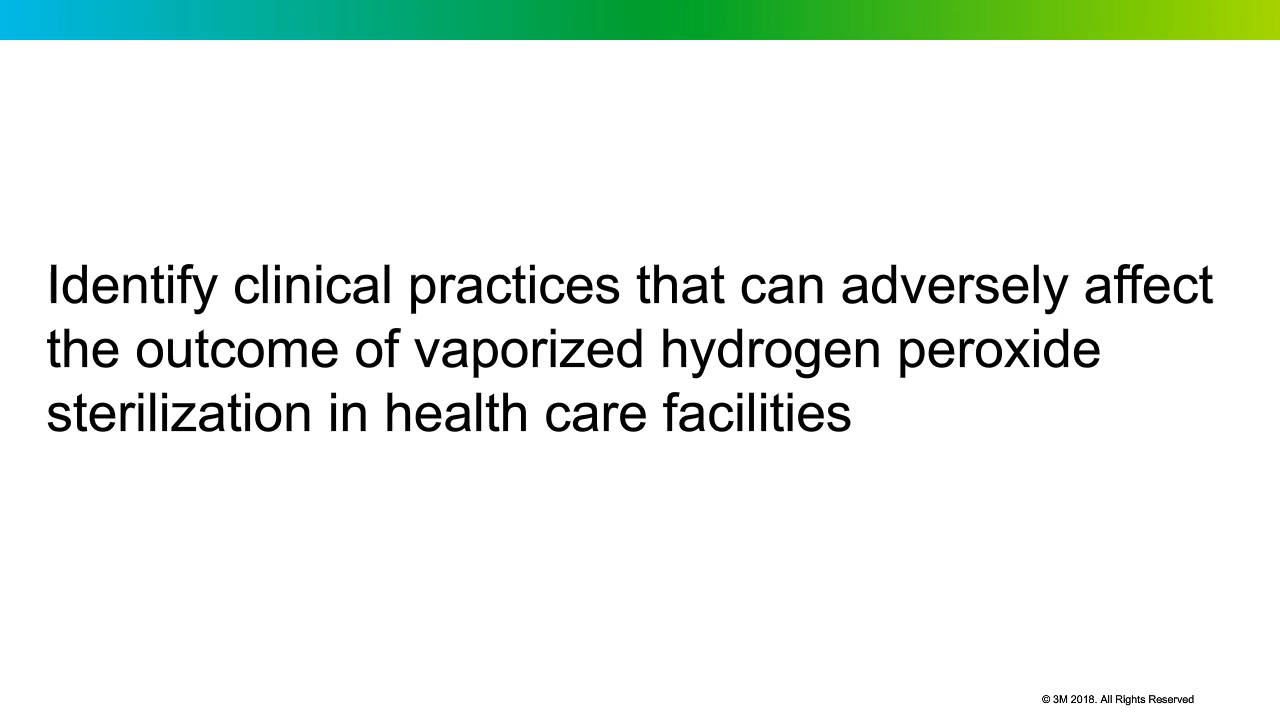 Identify clinical practices that can adversely affect
the outcome of vaporized hydrogen peroxide
sterilization in health care facilities
© 3M 2018. All Rights Reserved